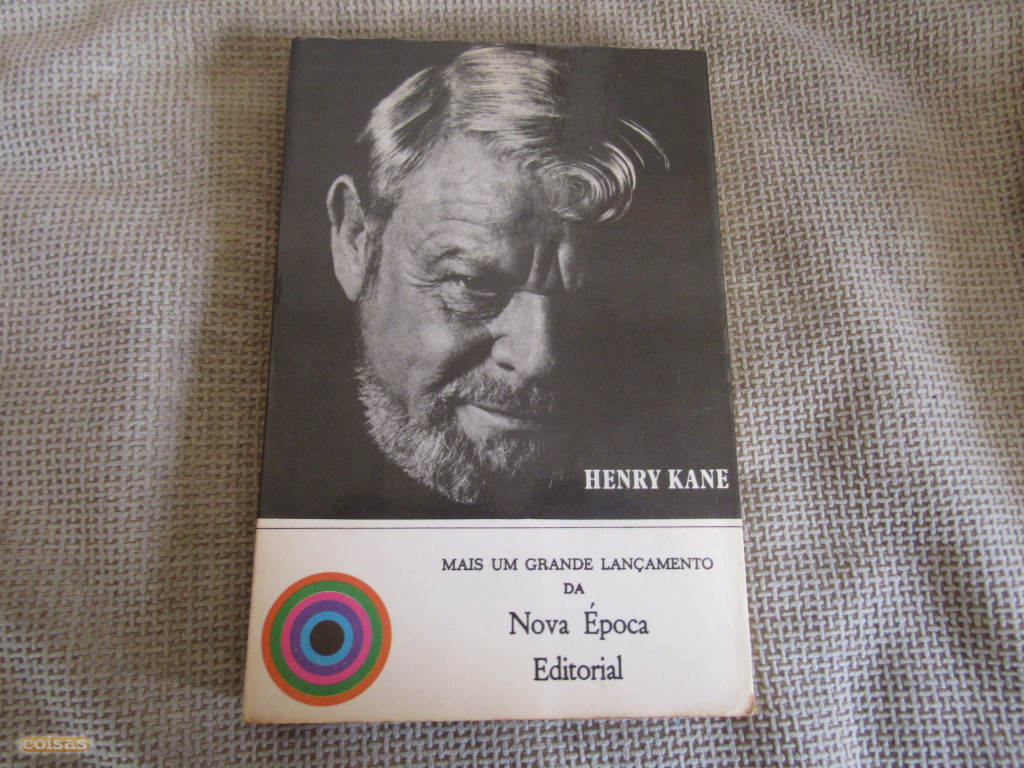 HENRY KANE
MAIS UM GRANDE LANÇAMENTO
DA
Nova Época
Editorial
coisas